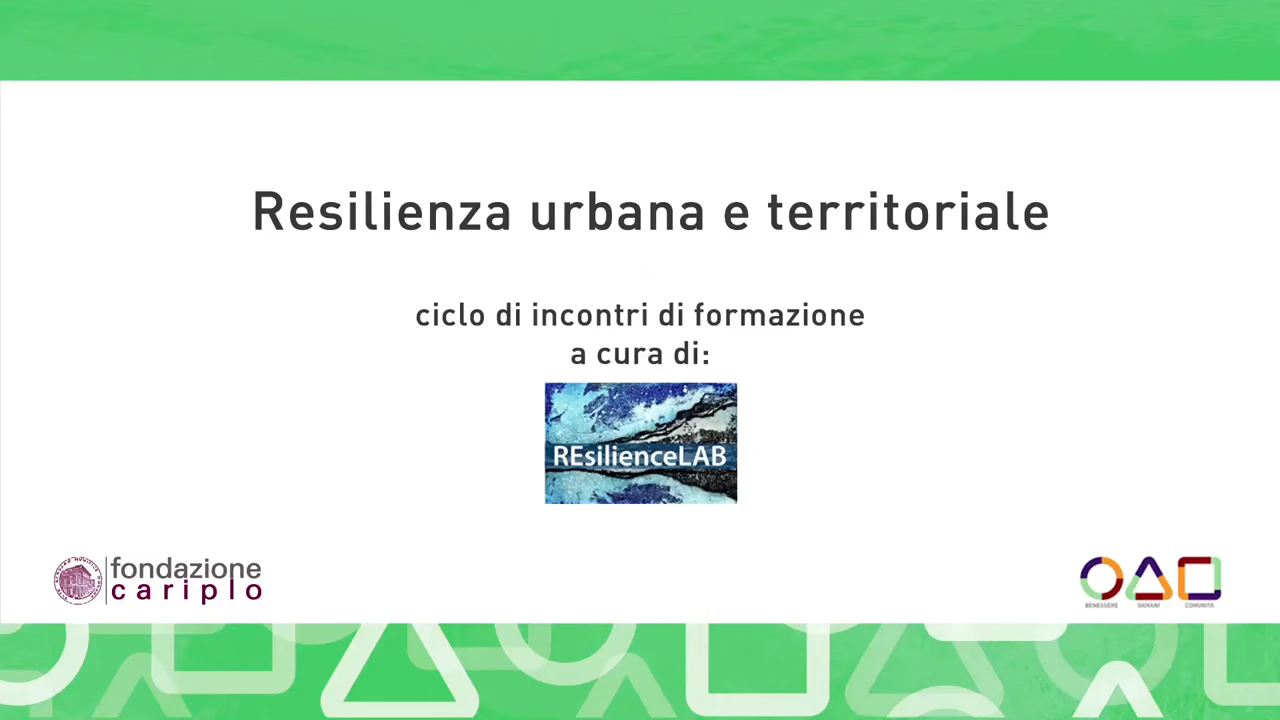 Resilienza urbana e territoriale
ciclo di incontri di formazione
a cura di:
REsilienceLAB
fondazione
cariplo
BENESSERE GIOVANI COMUNITÀ